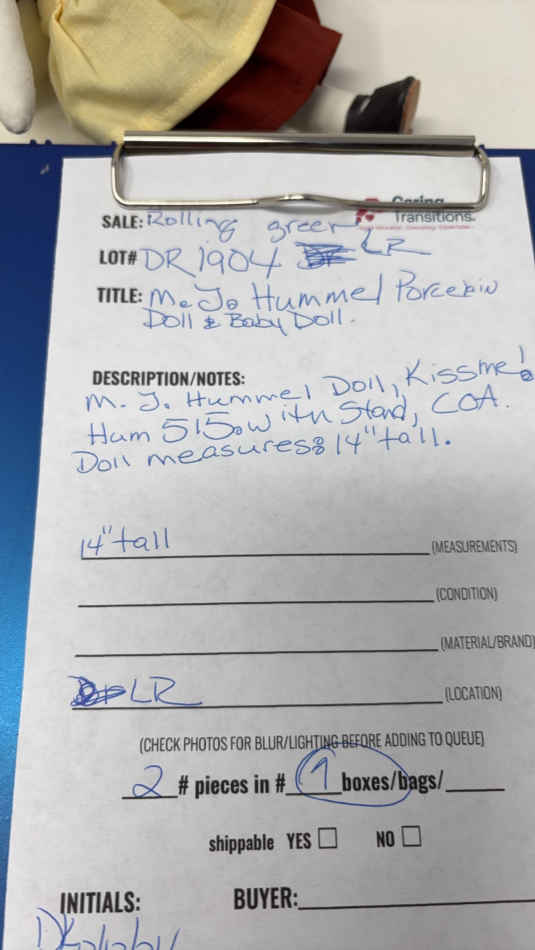 Caring
Transitions
SALE: Rolling green
LOT# DR 1904 LR
TITLE: M. J. Hummel Porcelain
Doll & Baby Doll.
DESCRIPTION/NOTES:
M. J. Hummel Doll, Kiss me!
Hum 515. with Stand, COA.
Doll measures: 14" tall.
14" tall (MEASUREMENTS)
(CONDITION)
(MATERIAL/BRAND)
LR (LOCATION)
(CHECK PHOTOS FOR BLUR/LIGHTING BEFORE ADDING TO QUEUE)
2 # pieces in # 1 boxes/bags/
shippable YES NO
INITIALS: BUYER: